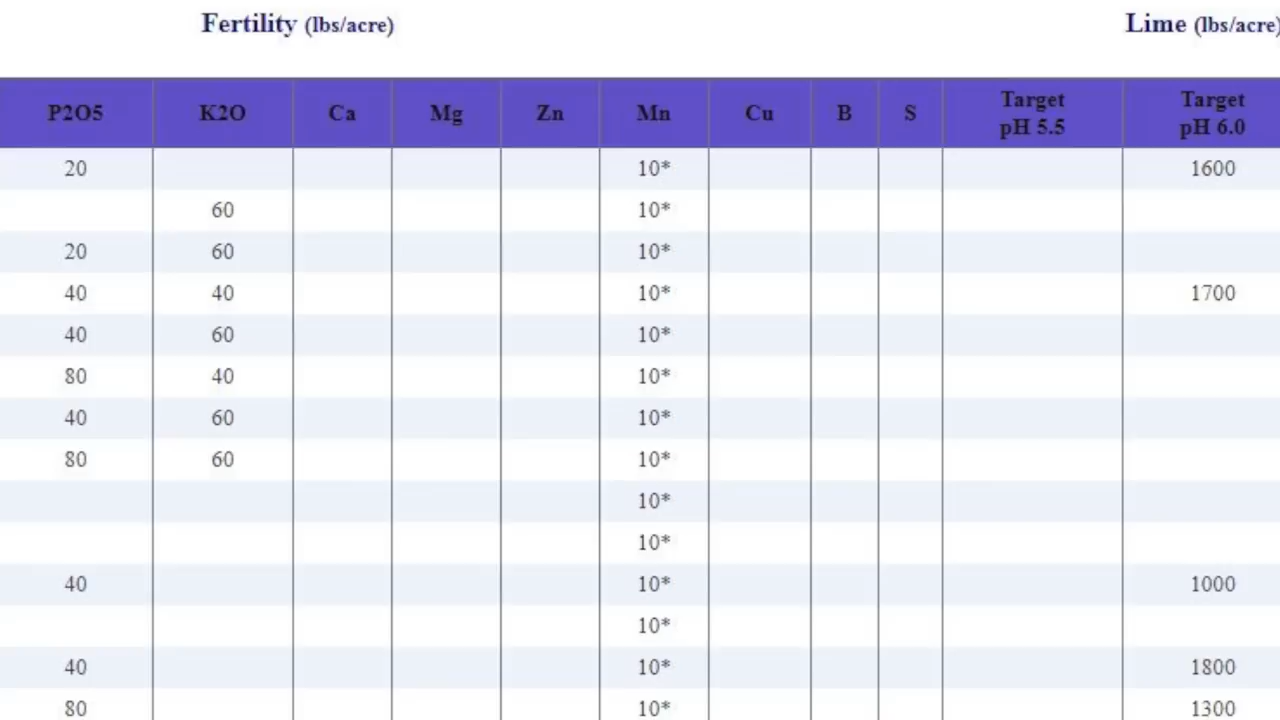 Fertility (lbs/acre) Lime (lbs/acre)
P2O5 K2O Ca Mg Zn Mn Cu B S Target pH 5.5 Target pH 6.0
20 10* 1600
60 10*
20 60 10*
40 40 10* 1700
40 60 10*
80 40 10*
40 60 10*
80 60 10*
10*
10*
40 10* 1000
10*
40 10* 1800
80 10* 1300